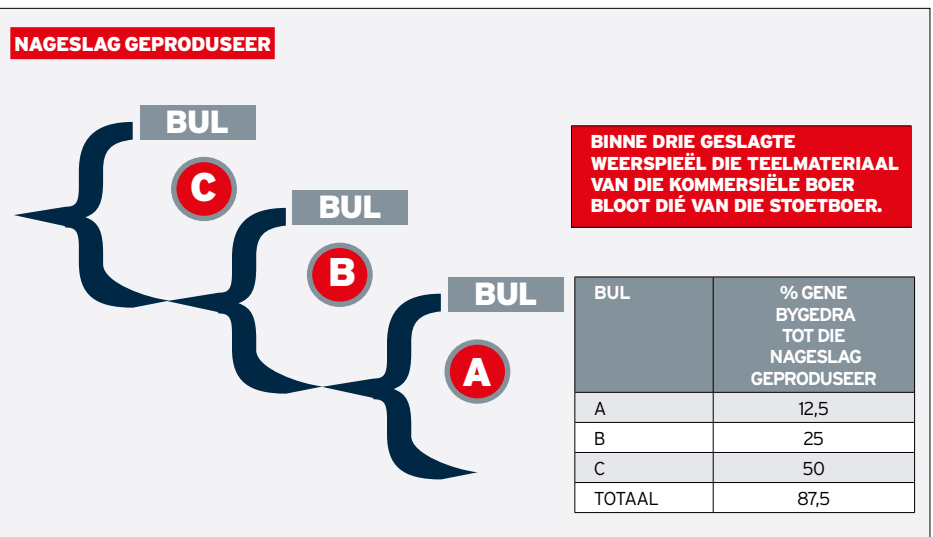 NAGESLAG GEPRODUSEER
BUL
C
BUL
B
BUL
A
BINNE DRIE GESLAGTE
WEERSPIEËL DIE TEELMATERIAAL
VAN DIE KOMMERSIËLE BOER
BLOOT DIÉ VAN DIE STOETBOER.
BUL
% GENE
BYGEDRA
TOT DIE
NAGESLAG
GEPRODUSEER
A 12,5
B 25
C 50
TOTAAL 87,5